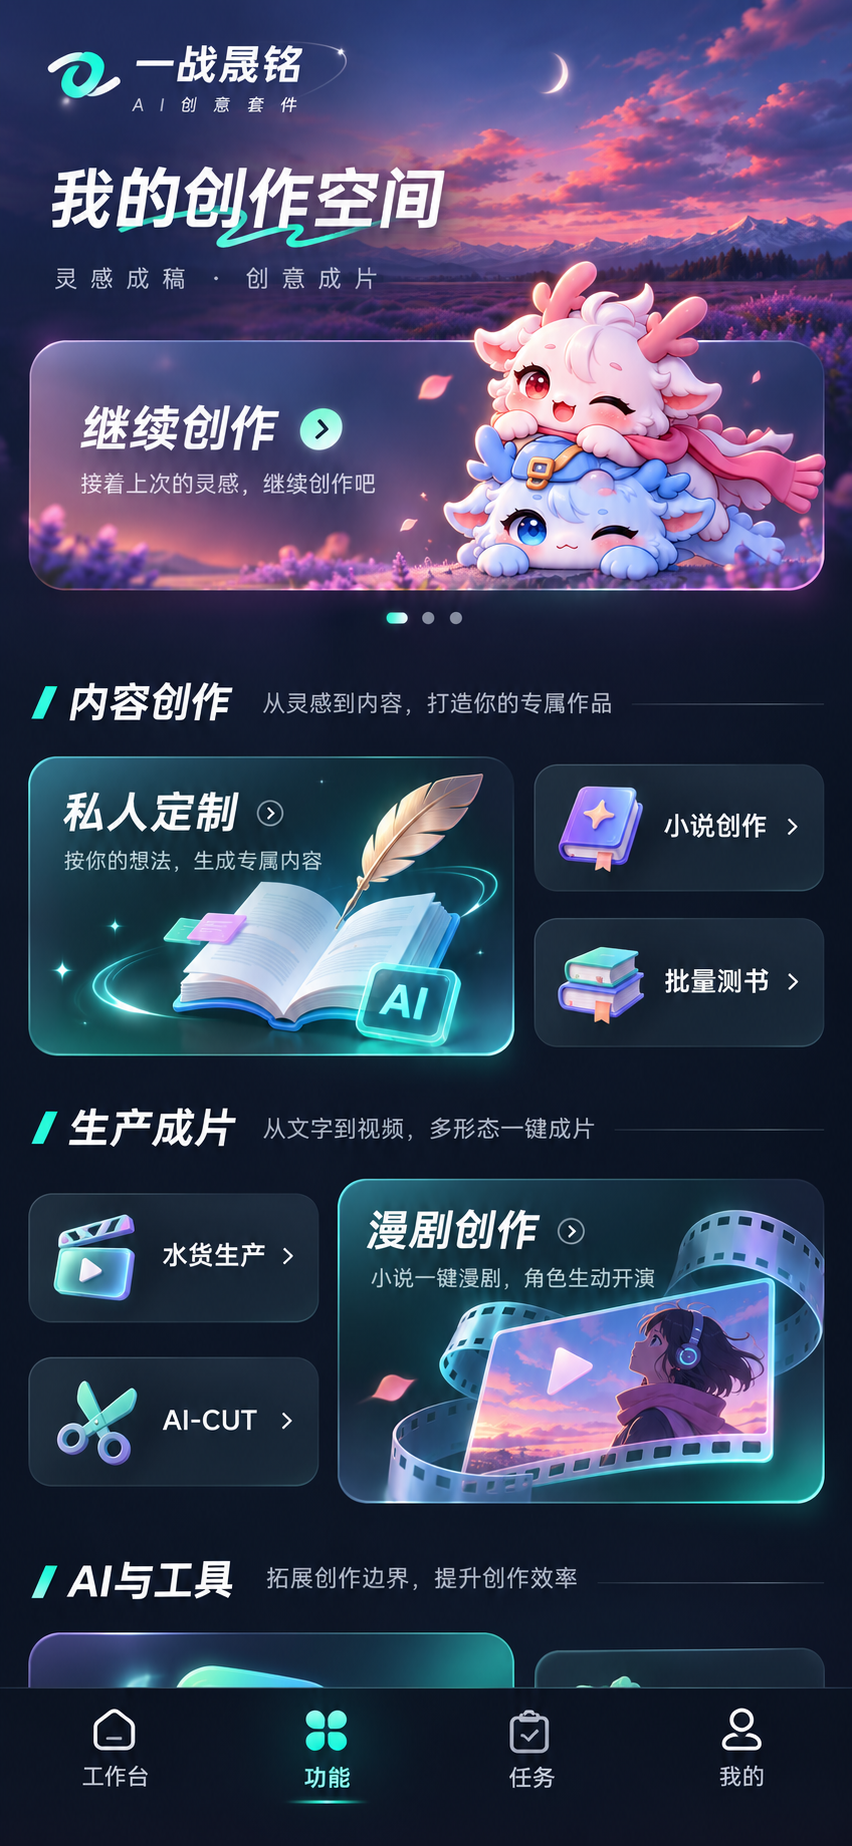 一战晟铭
AI创意套件
我的创作空间
灵感成稿 · 创意成片
继续创作
接着上次的灵感，继续创作吧
内容创作 从灵感到内容，打造你的专属作品
私人定制
按你的想法，生成专属内容
AI
小说创作
批量测书
生产成片 从文字到视频，多形态一键成片
水货生产
AI-CUT
漫剧创作
小说一键漫剧，角色生动开演
AI与工具 拓展创作边界，提升创作效率
工作台 功能 任务 我的